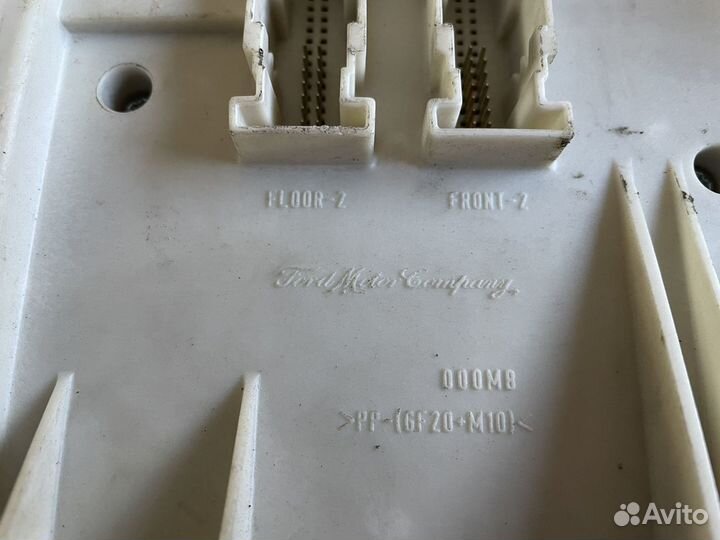 FLOOR-2 FRONT-2
Ford Motor Company
000M8
>PP-(GF20+M10)<
Avito